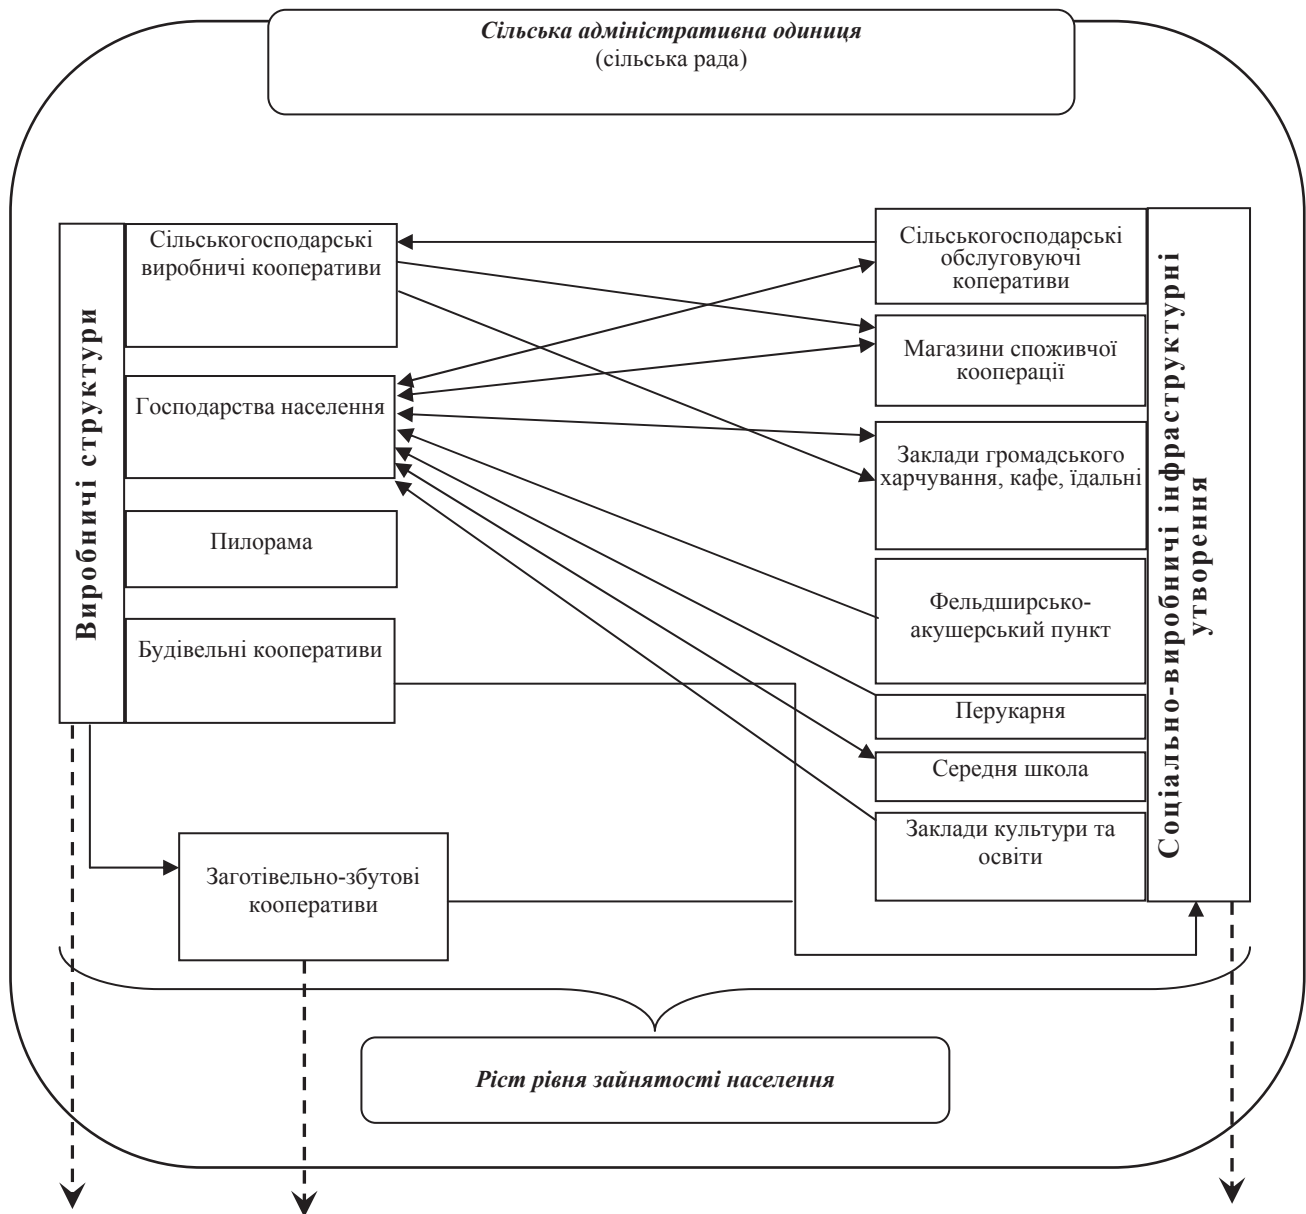 Сільська адміністративна одиниця
(сільська рада)
Виробничі структури
Сільськогосподарські
виробничі кооперативи
Господарства населення
Пилорама
Будівельні кооперативи
Заготівельно-збутові
кооперативи
Сільськогосподарські
обслуговуючі
коперативи
Магазини споживчої
кооперації
Заклади громадського
харчування, кафе, їдальні
Фельдширсько-
акушерський пункт
Перукарня
Середня школа
Заклади культури та
освіти
Соціально-виробничі інфраструктурні
утворення
Ріст рівня зайнятості населення